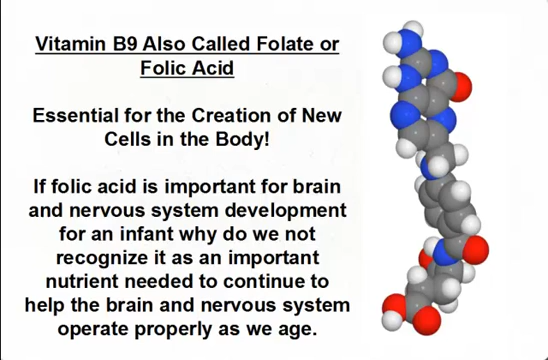 Vitamin B9 Also Called Folate or
Folic Acid
Essential for the Creation of New
Cells in the Body!
If folic acid is important for brain
and nervous system development
for an infant why do we not
recognize it as an important
nutrient needed to continue to
help the brain and nervous system
operate properly as we age.